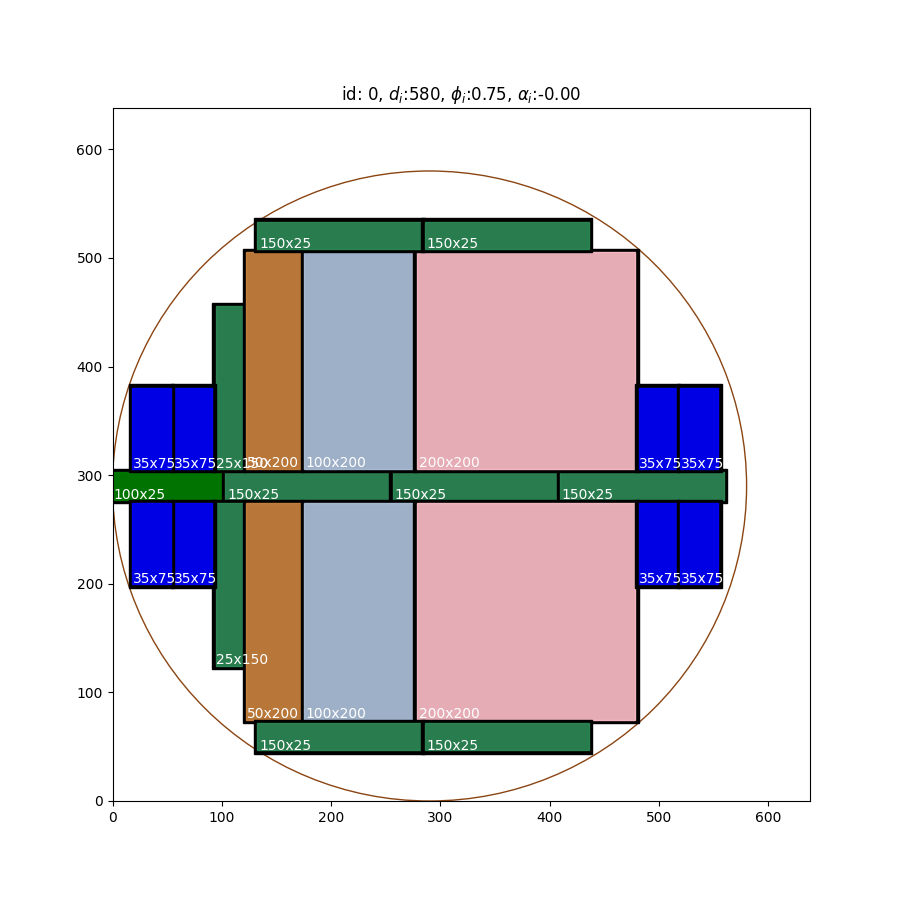 id: 0, $d_i$:580, $\phi_i$:0.75, $\alpha_i$:-0.00
600
500
400
300
200
100
0
0 100 200 300 400 500 600
150x25 150x25
35x75 35x75 25x150 50x200 100x200 200x200 35x75 35x75
100x25 150x25 150x25 150x25
35x75 35x75 35x75 35x75
25x150
50x200 100x200 200x200
150x25 150x25